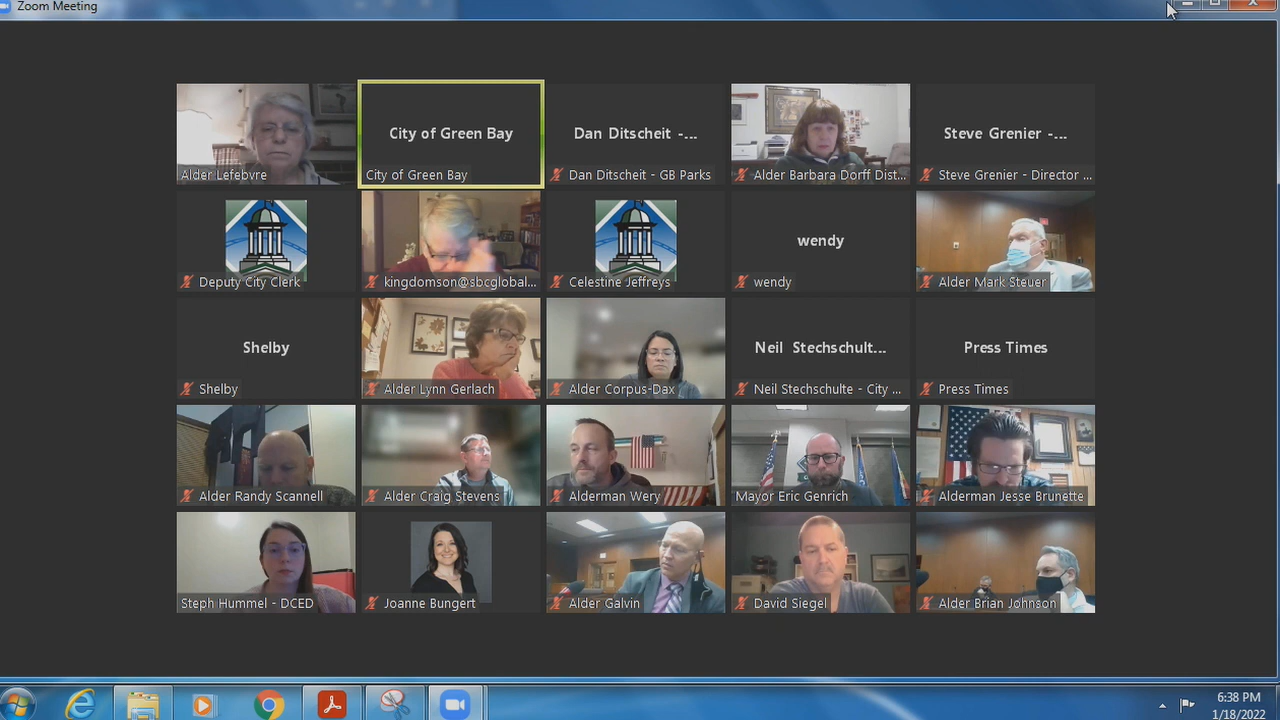 Zoom Meeting
City of Green Bay
Dan Ditscheit -...
Steve Grenier -...
Alder Lefebvre
City of Green Bay
Dan Ditscheit - GB Parks
Alder Barbara Dorff Dist...
Steve Grenier - Director ...
wendy
Deputy City Clerk
kingdomson@sbcglobal...
Celestine Jeffreys
wendy
Alder Mark Steuer
Shelby
Neil Stechschult...
Press Times
Shelby
Alder Lynn Gerlach
Alder Corpus-Dax
Neil Stechschulte - City ...
Press Times
Alder Randy Scannell
Alder Craig Stevens
Alderman Wery
Mayor Eric Genrich
Alderman Jesse Brunette
Steph Hummel - DCED
Joanne Bungert
Alder Galvin
David Siegel
Alder Brian Johnson
6:38 PM
1/18/2022